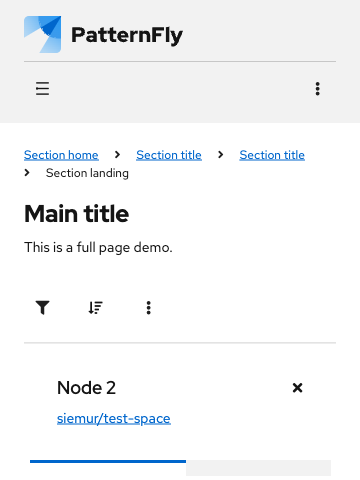 PatternFly
Section home
Section title
Section title
Section landing
Main title
This is a full page demo.
Node 2
siemur/test-space